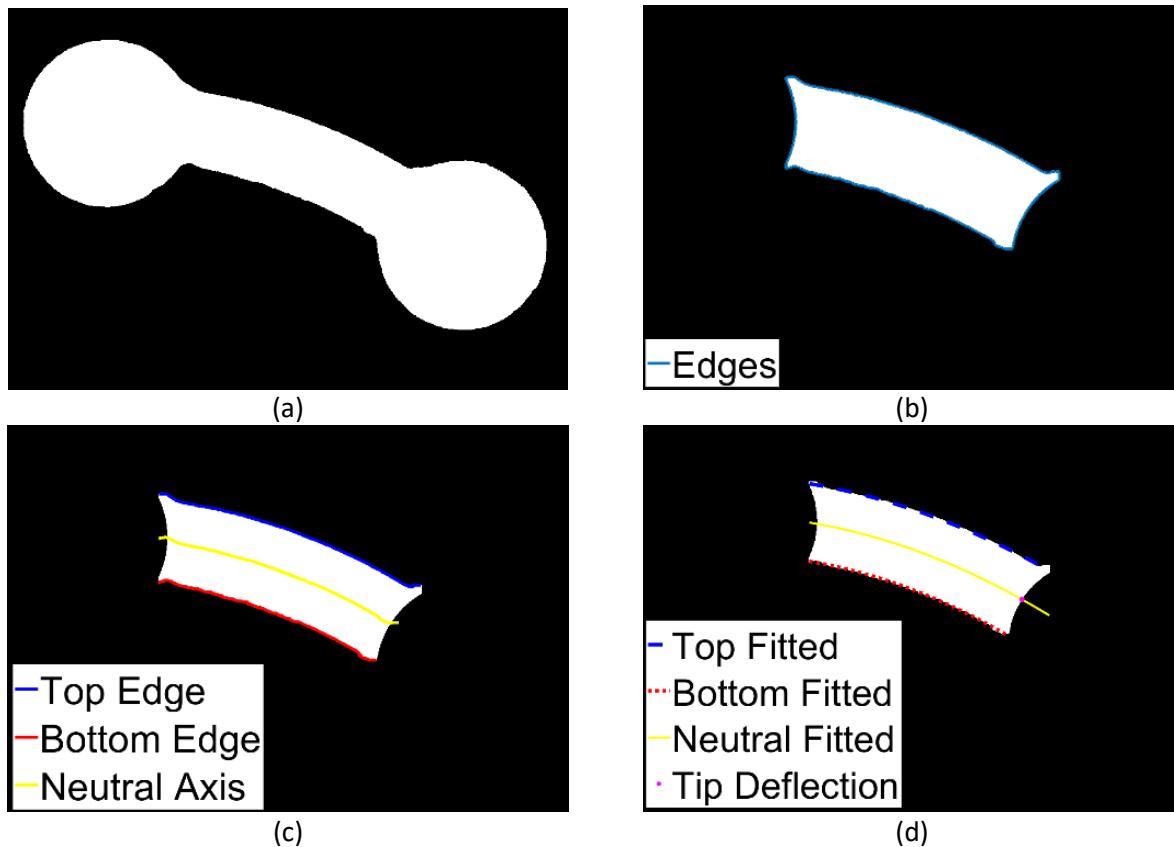 Edges
(a)
(b)
Top Edge
Bottom Edge
Neutral Axis
Top Fitted
Bottom Fitted
Neutral Fitted
Tip Deflection
(c)
(d)